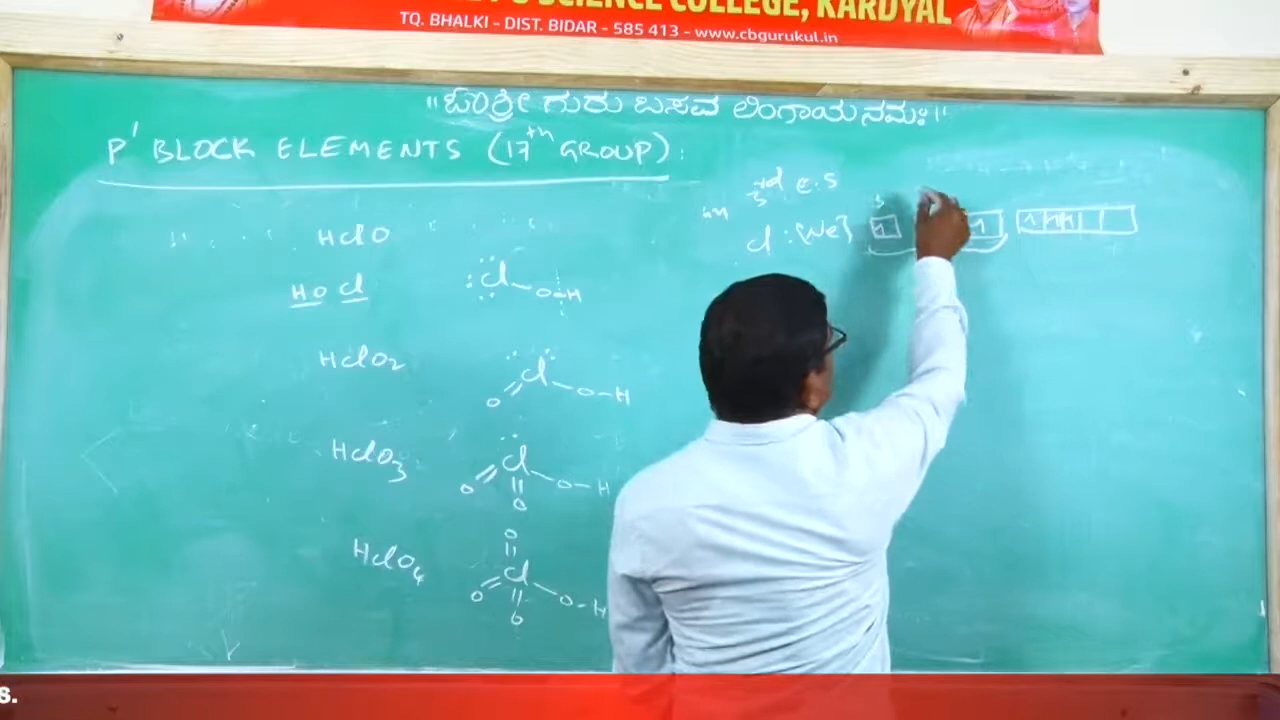 SCIENCE COLLEGE, KARDYAL
TQ. BHALKI - DIST. BIDAR - 585 413 - www.cbgurukul.in
"ಓಂ ಶ್ರೀ ಗುರು ಬಸವ ಲಿಂಗಾಯ ನಮಃ"
P' BLOCK ELEMENTS (17th GROUP):
3rd e.s
Cl : [Ne]
HClO
HOCl
Cl O-H
HClO2
Cl
O O-H
HClO3
Cl
O O O-H
HClO4
O
Cl
O O O-H
s.